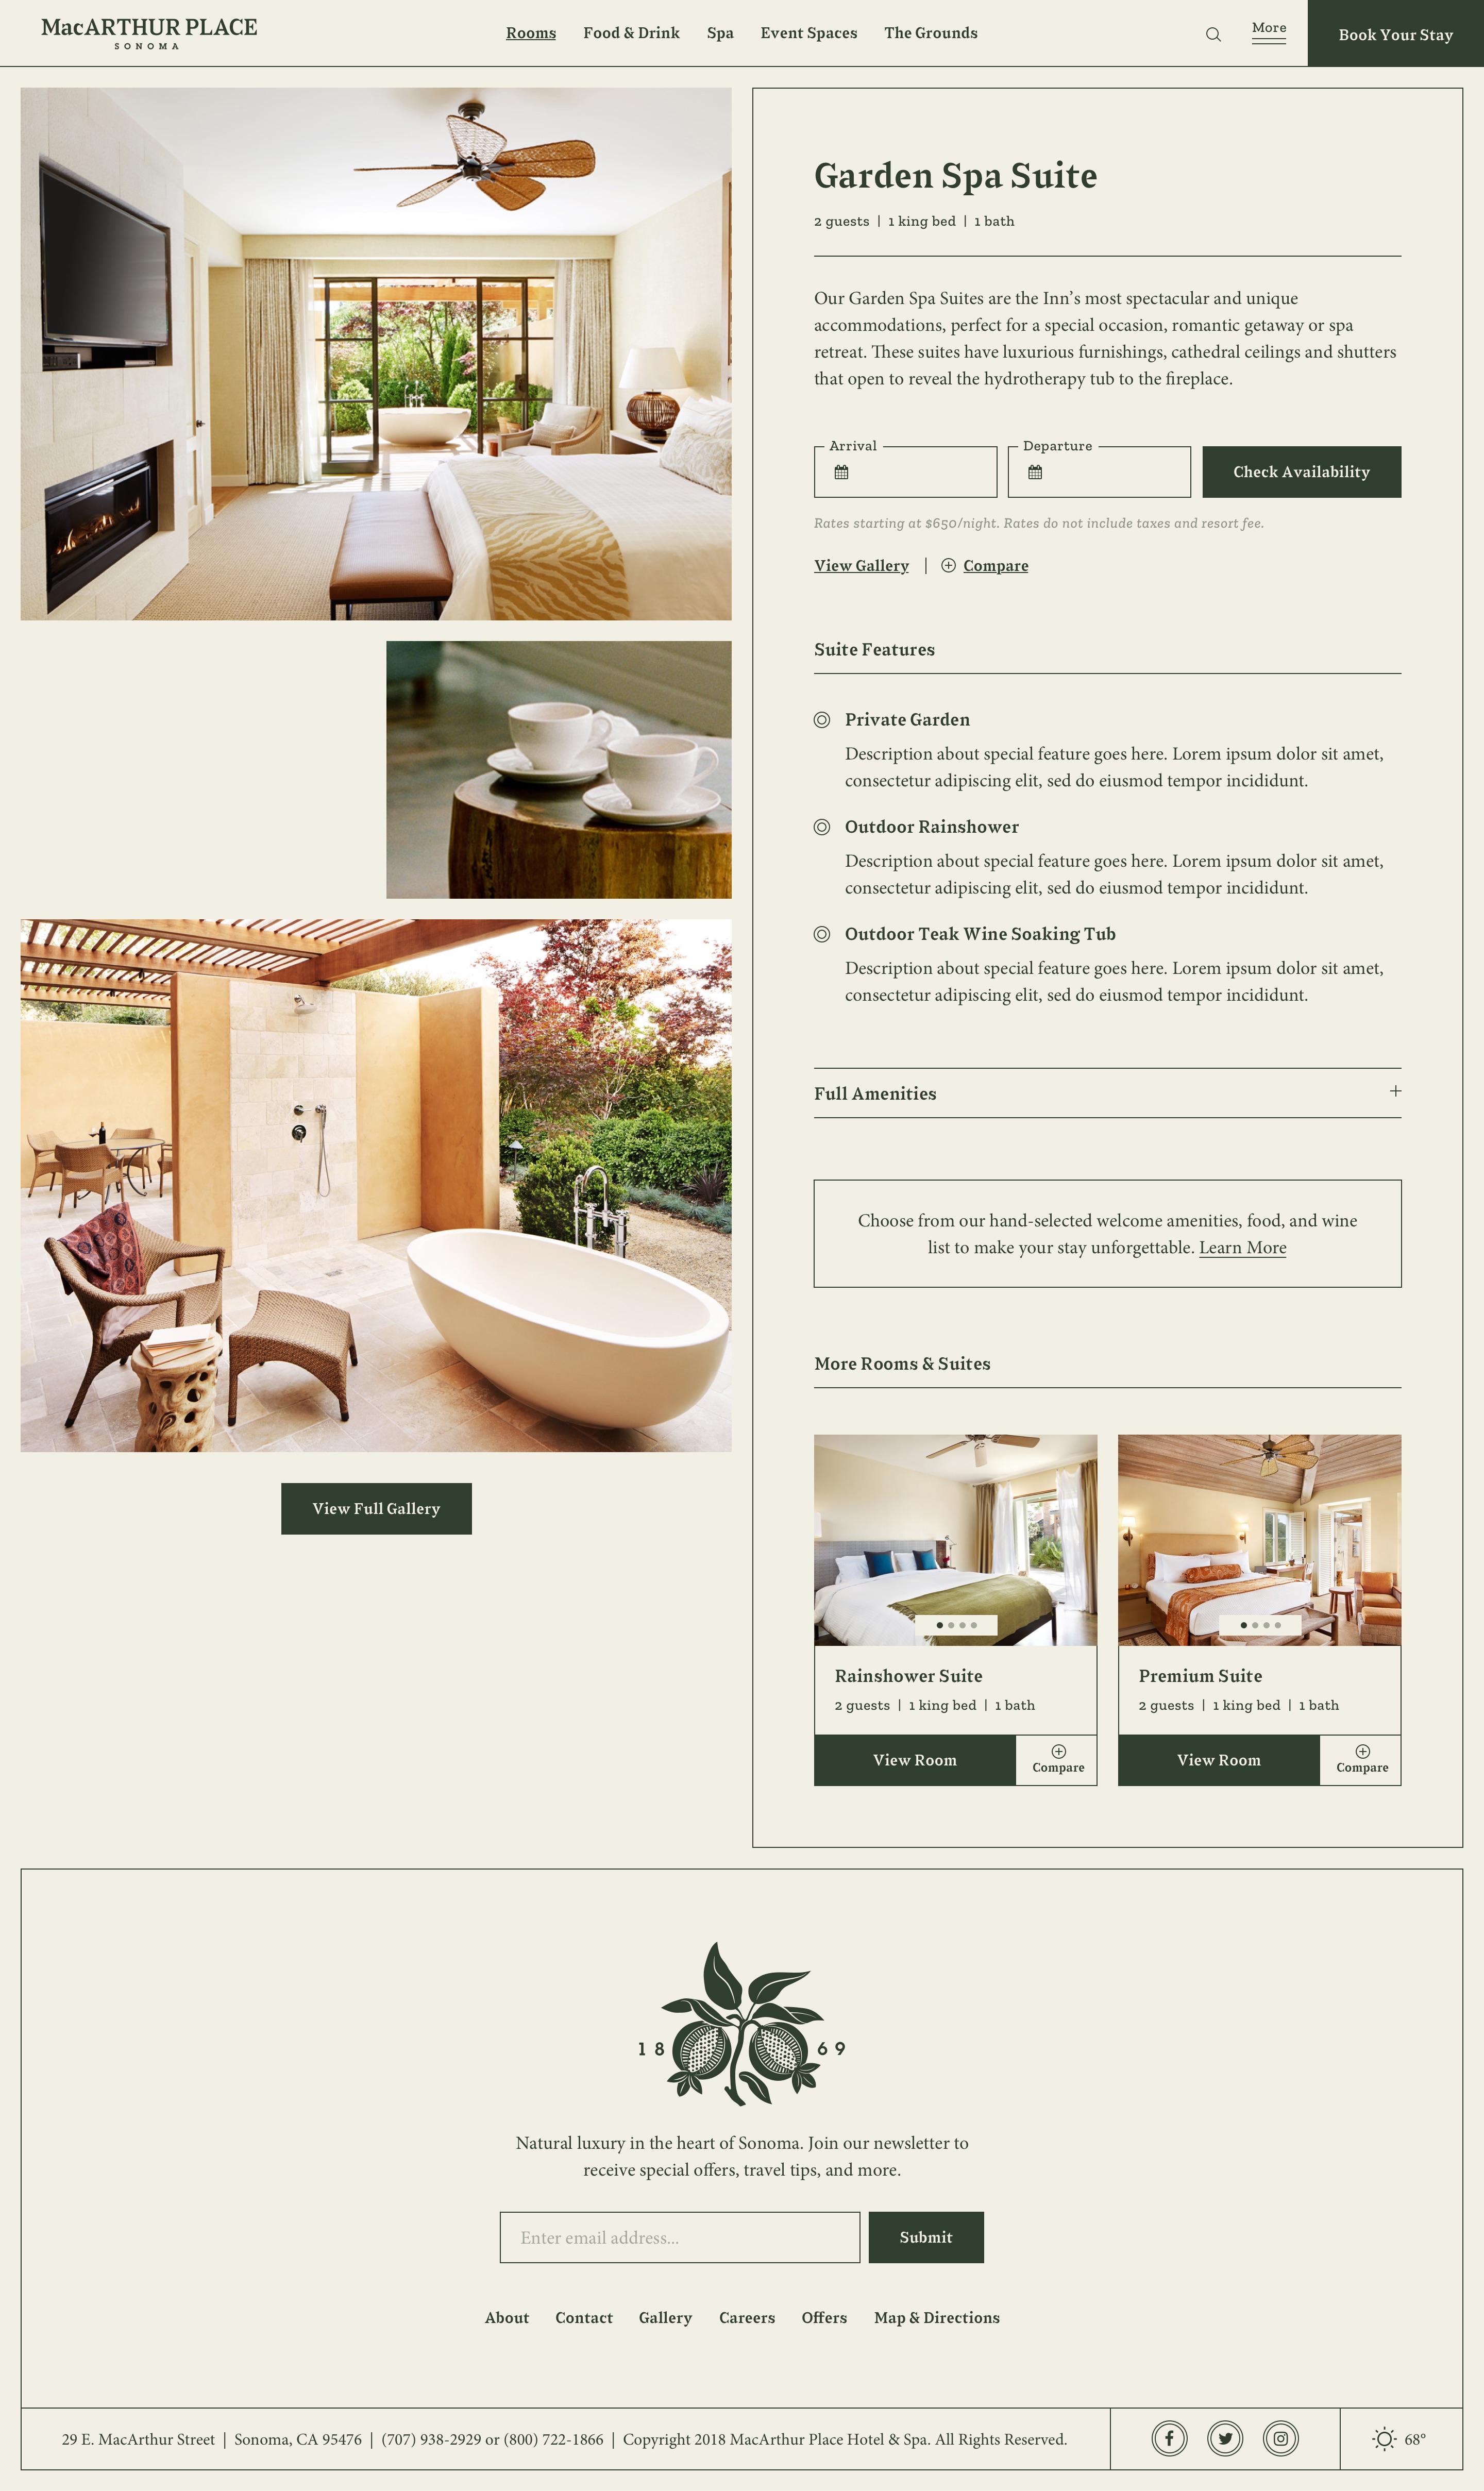 MacARTHUR PLACE
SONOMA
Rooms
Food & Drink
Spa
Event Spaces
The Grounds
More
Book Your Stay
Garden Spa Suite
2 guests | 1 king bed | 1 bath
Our Garden Spa Suites are the Inn’s most spectacular and unique
accommodations, perfect for a special occasion, romantic getaway or spa
retreat. These suites have luxurious furnishings, cathedral ceilings and shutters
that open to reveal the hydrotherapy tub to the fireplace.
Arrival
Departure
Check Availability
Rates starting at $650/night. Rates do not include taxes and resort fee.
View Gallery | Compare
Suite Features
Private Garden
Description about special feature goes here. Lorem ipsum dolor sit amet,
consectetur adipiscing elit, sed do eiusmod tempor incididunt.
Outdoor Rainshower
Description about special feature goes here. Lorem ipsum dolor sit amet,
consectetur adipiscing elit, sed do eiusmod tempor incididunt.
Outdoor Teak Wine Soaking Tub
Description about special feature goes here. Lorem ipsum dolor sit amet,
consectetur adipiscing elit, sed do eiusmod tempor incididunt.
Full Amenities
Choose from our hand-selected welcome amenities, food, and wine
list to make your stay unforgettable. Learn More
More Rooms & Suites
Rainshower Suite
2 guests | 1 king bed | 1 bath
View Room
Compare
Premium Suite
2 guests | 1 king bed | 1 bath
View Room
Compare
View Full Gallery
18 69
Natural luxury in the heart of Sonoma. Join our newsletter to
receive special offers, travel tips, and more.
Enter email address...
Submit
About
Contact
Gallery
Careers
Offers
Map & Directions
29 E. MacArthur Street | Sonoma, CA 95476 | (707) 938-2929 or (800) 722-1866 | Copyright 2018 MacArthur Place Hotel & Spa. All Rights Reserved.
68°